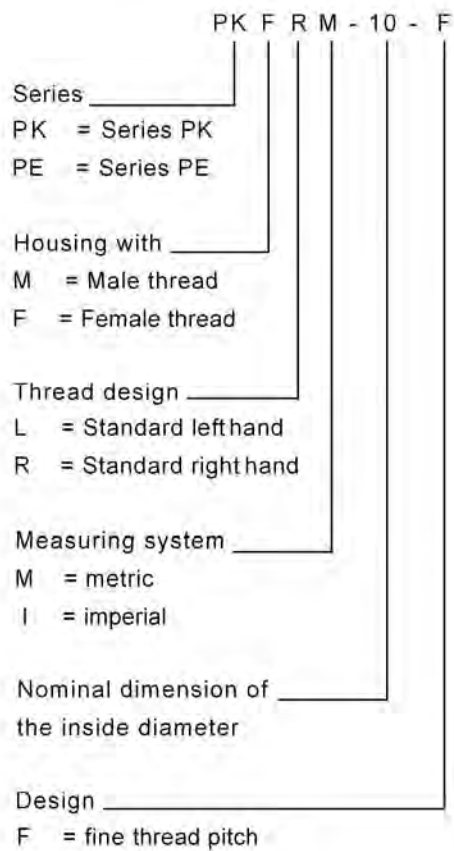 PK F R M - 10 - F
Series
PK = Series PK
PE = Series PE
Housing with
M = Male thread
F = Female thread
Thread design
L = Standard left hand
R = Standard right hand
Measuring system
M = metric
I = imperial
Nominal dimension of
the inside diameter
Design
F = fine thread pitch